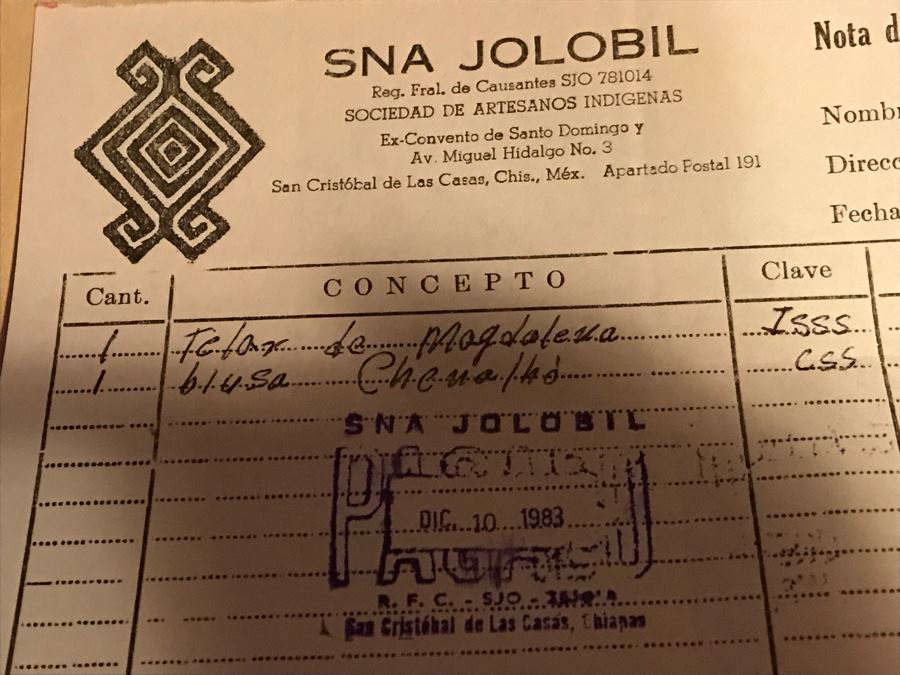 SNA JOLOBIL
Reg. Fral. de Causantes SJO 781014
SOCIEDAD DE ARTESANOS INDIGENAS
Ex-Convento de Santo Domingo y
Av. Miguel Hidalgo No. 3
San Cristóbal de Las Casas, Chis., Méx. Apartado Postal 191
Nota d
Nombr
Direcc
Fecha
Cant. CONCEPTO Clave
1 Telar de Magdalena Isss
1 blusa Chenalhó css
SNA JOLOBIL
DIC. 10 1983
R. F. C. - SJO -
San Cristóbal de Las Casas, Chiapas